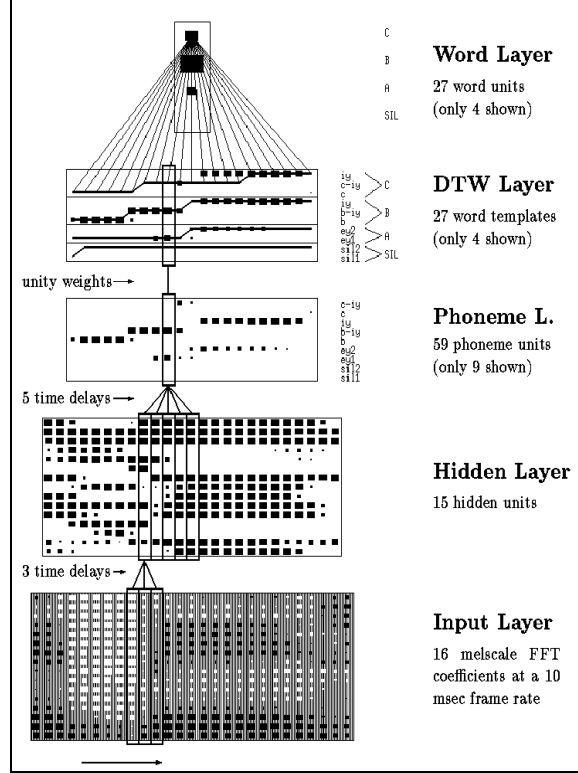 C
B
A
SIL
Word Layer
27 word units
(only 4 shown)
iy
c-iy
c
iy
b-iy
b
ey2
ey1
sil2
sil1
C
B
A
SIL
DTW Layer
27 word templates
(only 4 shown)
unity weights
c-iy
c
iy
b-iy
b
ey2
ey1
sil2
sil1
Phoneme L.
59 phoneme units
(only 9 shown)
5 time delays
Hidden Layer
15 hidden units
3 time delays
Input Layer
16 melscale FFT
coefficients at a 10
msec frame rate